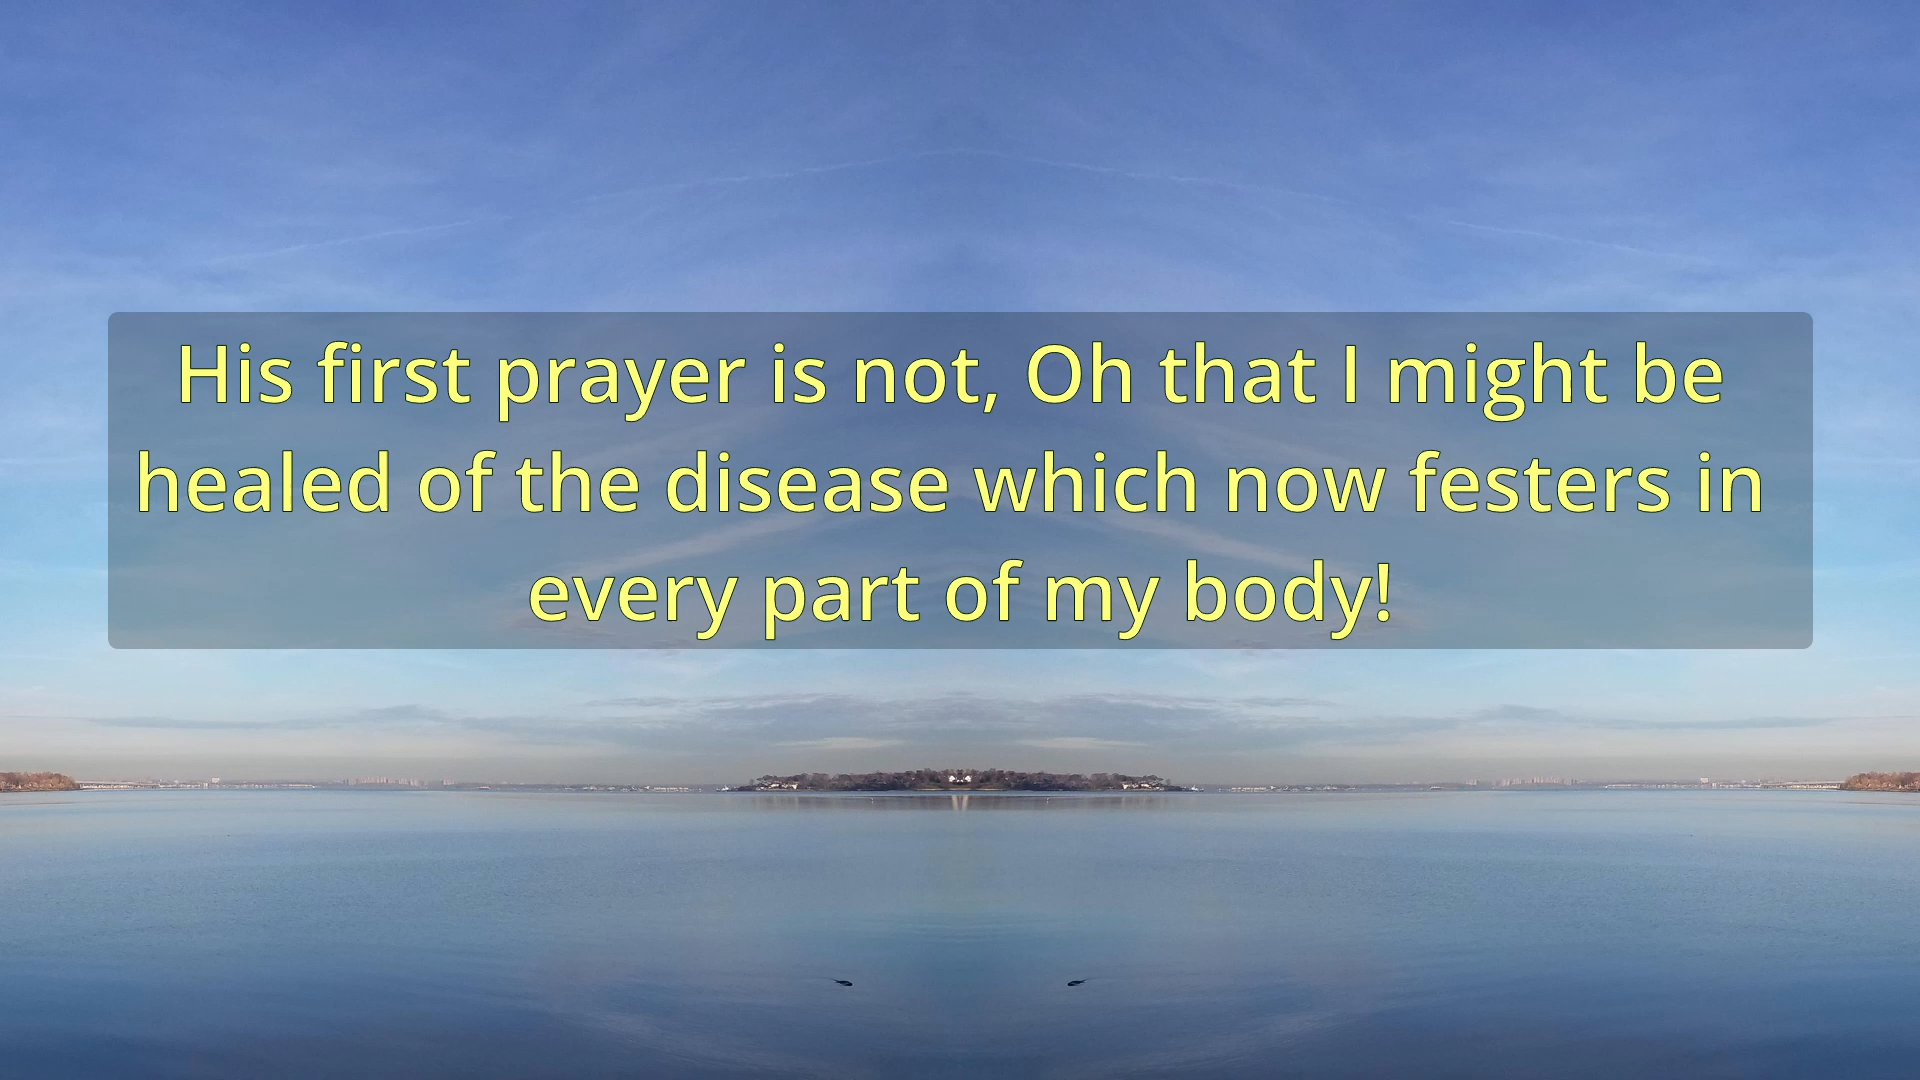 His first prayer is not, Oh that I might be
healed of the disease which now festers in
every part of my body!